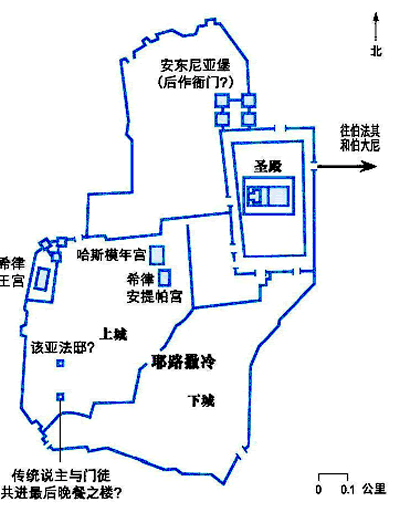 安东尼亚堡
(后作衙门?)
北
往伯法其
和伯大尼
圣殿
哈斯模年宫
希律
王宫
希律
安提帕宫
上城
该亚法邸?
耶路撒冷
下城
传统说主与门徒
共进最后晚餐之楼?
0 0.1 公里